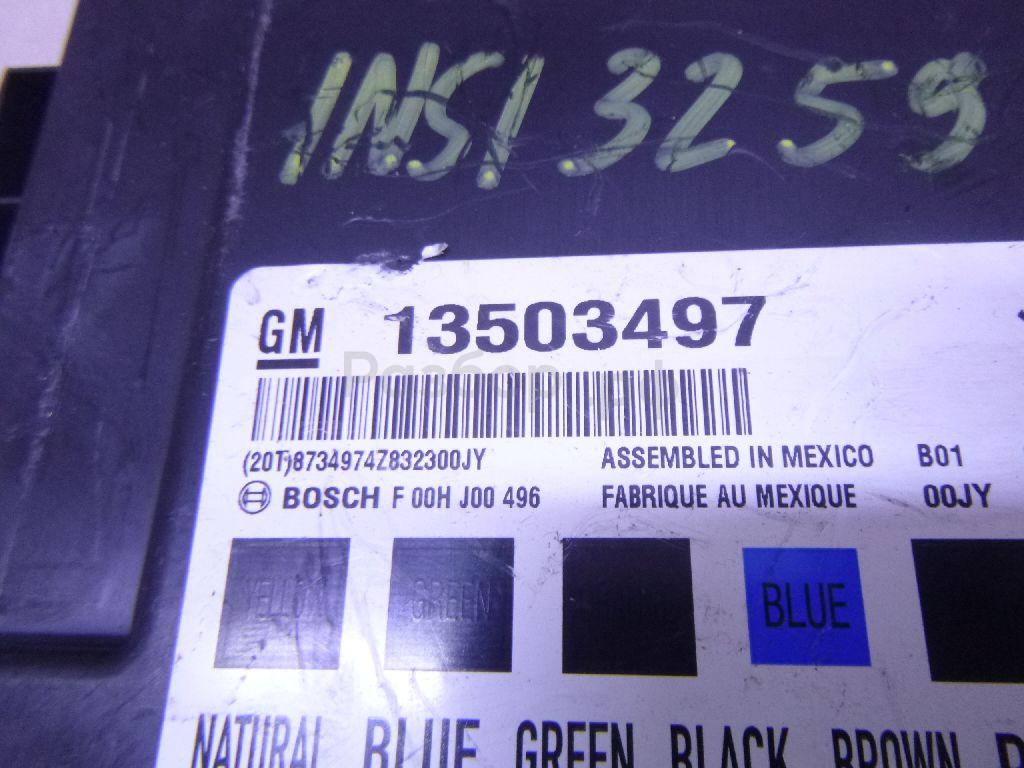 INSI 3259
GM 13503497
Разбор
(20T)8734974Z832300JY ASSEMBLED IN MEXICO B01
BOSCH F 00H J00 496 FABRIQUE AU MEXIQUE 00JY
YELLOW GREEN BLUE
NATURAL BLUE GREEN BLACK BROWN